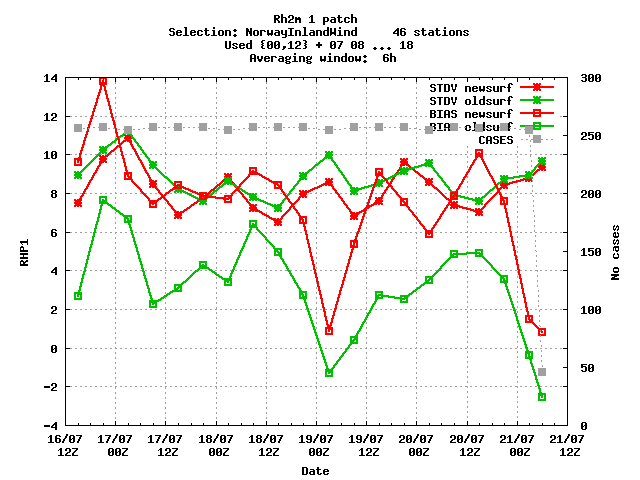 Rh2m 1 patch
Selection: NorwayInlandWind     46 stations
Used {00,12} + 07 08 ... 18
Averaging window:  6h
STDV newsurf
STDV oldsurf
BIAS newsurf
BIAS oldsurf
CASES
14
12
10
8
6
4
2
0
-2
-4
RHP1
300
250
200
150
100
50
0
No cases
16/07 17/07 17/07 18/07 18/07 19/07 19/07 20/07 20/07 21/07 21/07
12Z 00Z 12Z 00Z 12Z 00Z 12Z 00Z 12Z 00Z 12Z
Date